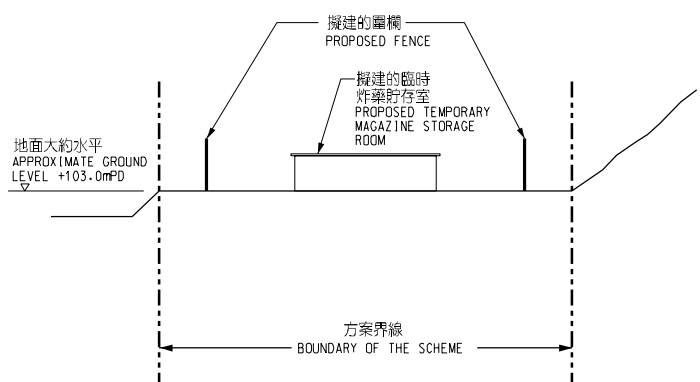 擬建的圍欄
PROPOSED FENCE
擬建的臨時
炸藥貯存室
PROPOSED TEMPORARY
MAGAZINE STORAGE
ROOM
地面大約水平
APPROXIMATE GROUND
LEVEL +103.0mPD
方案界線
BOUNDARY OF THE SCHEME